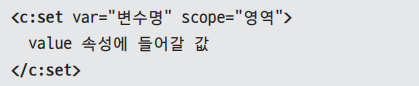 <c:set var="변수명" scope="영역">
  value 속성에 들어갈 값
</c:set>